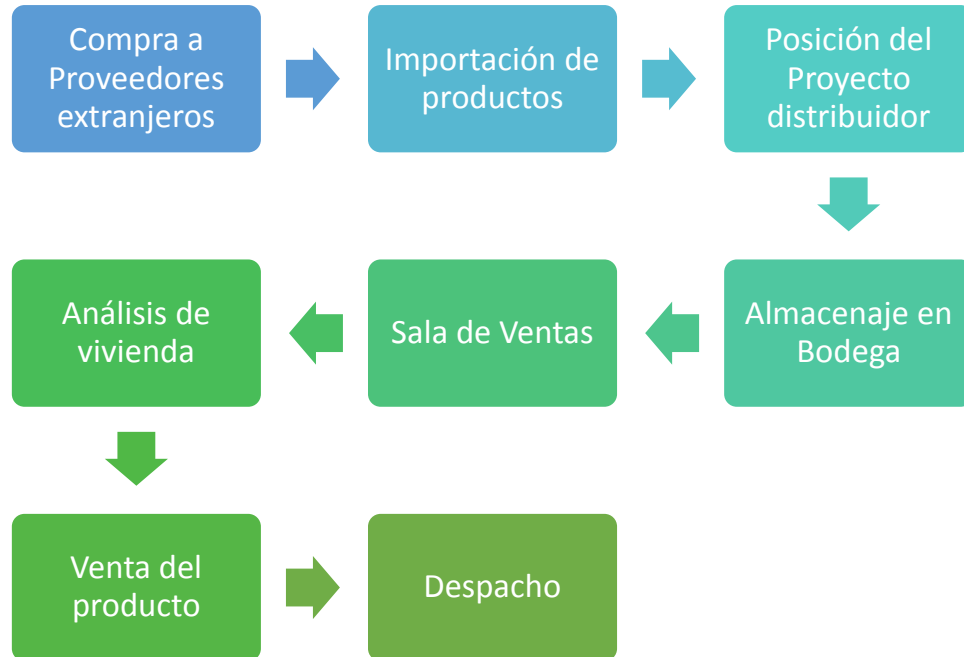 Compra a
Proveedores
extranjeros
Importación de
productos
Posición del
Proyecto
distribuidor
Almacenaje en
Bodega
Sala de Ventas
Análisis de
vivienda
Venta del
producto
Despacho